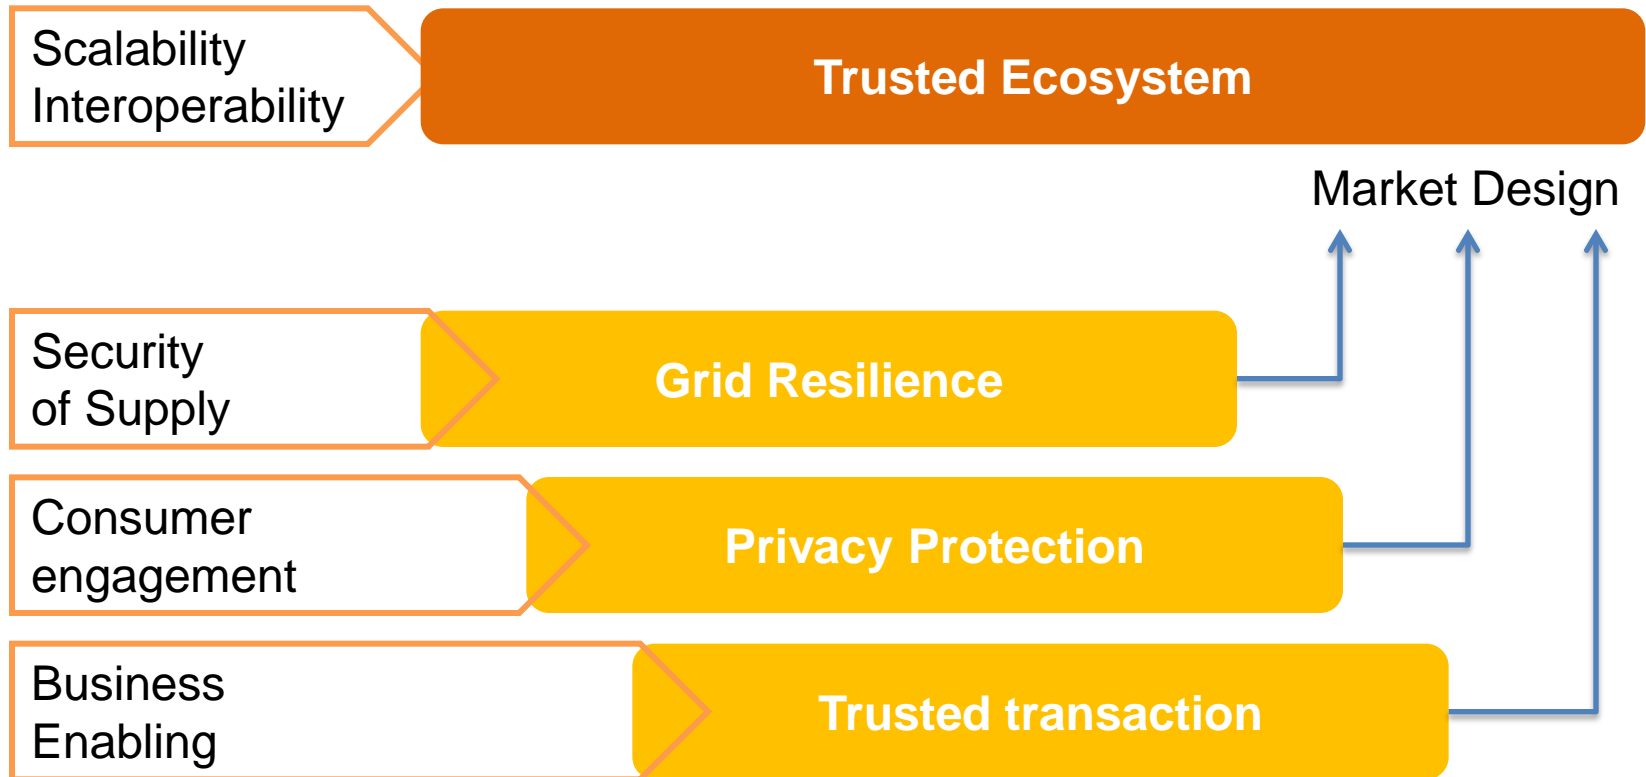 Scalability
Interoperability
Trusted Ecosystem
Market Design
Security
of Supply
Grid Resilience
Consumer
engagement
Privacy Protection
Business
Enabling
Trusted transaction